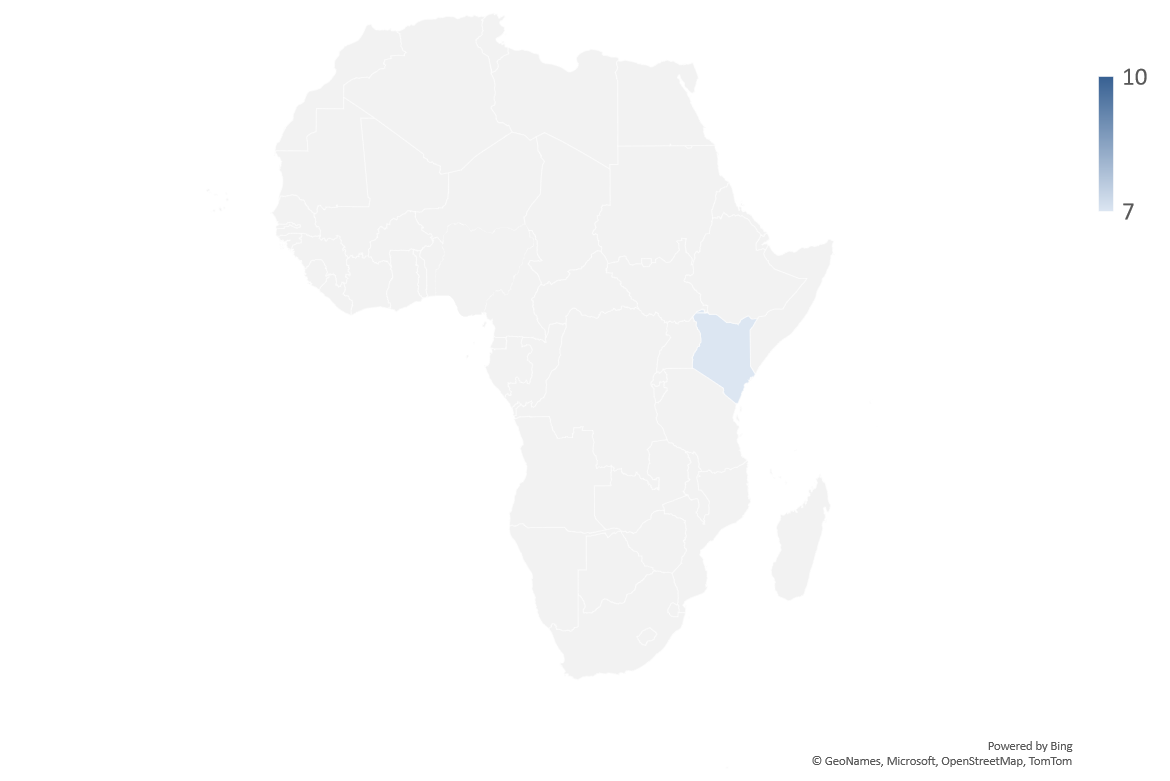 10
7
Powered by Bing
© GeoNames, Microsoft, OpenStreetMap, TomTom